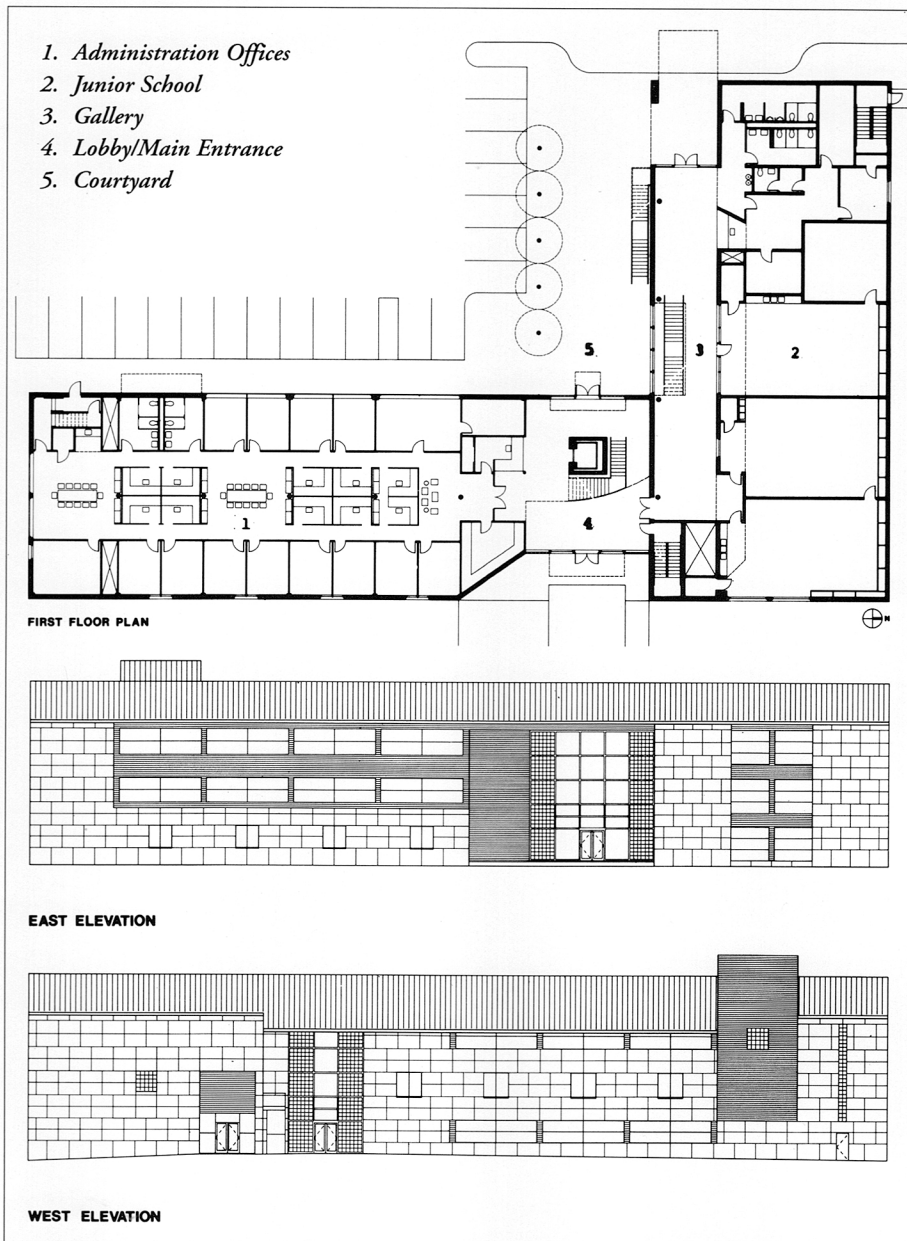 1. Administration Offices
2. Junior School
3. Gallery
4. Lobby/Main Entrance
5. Courtyard
5
3
2
1
4
FIRST FLOOR PLAN
N
EAST ELEVATION
WEST ELEVATION